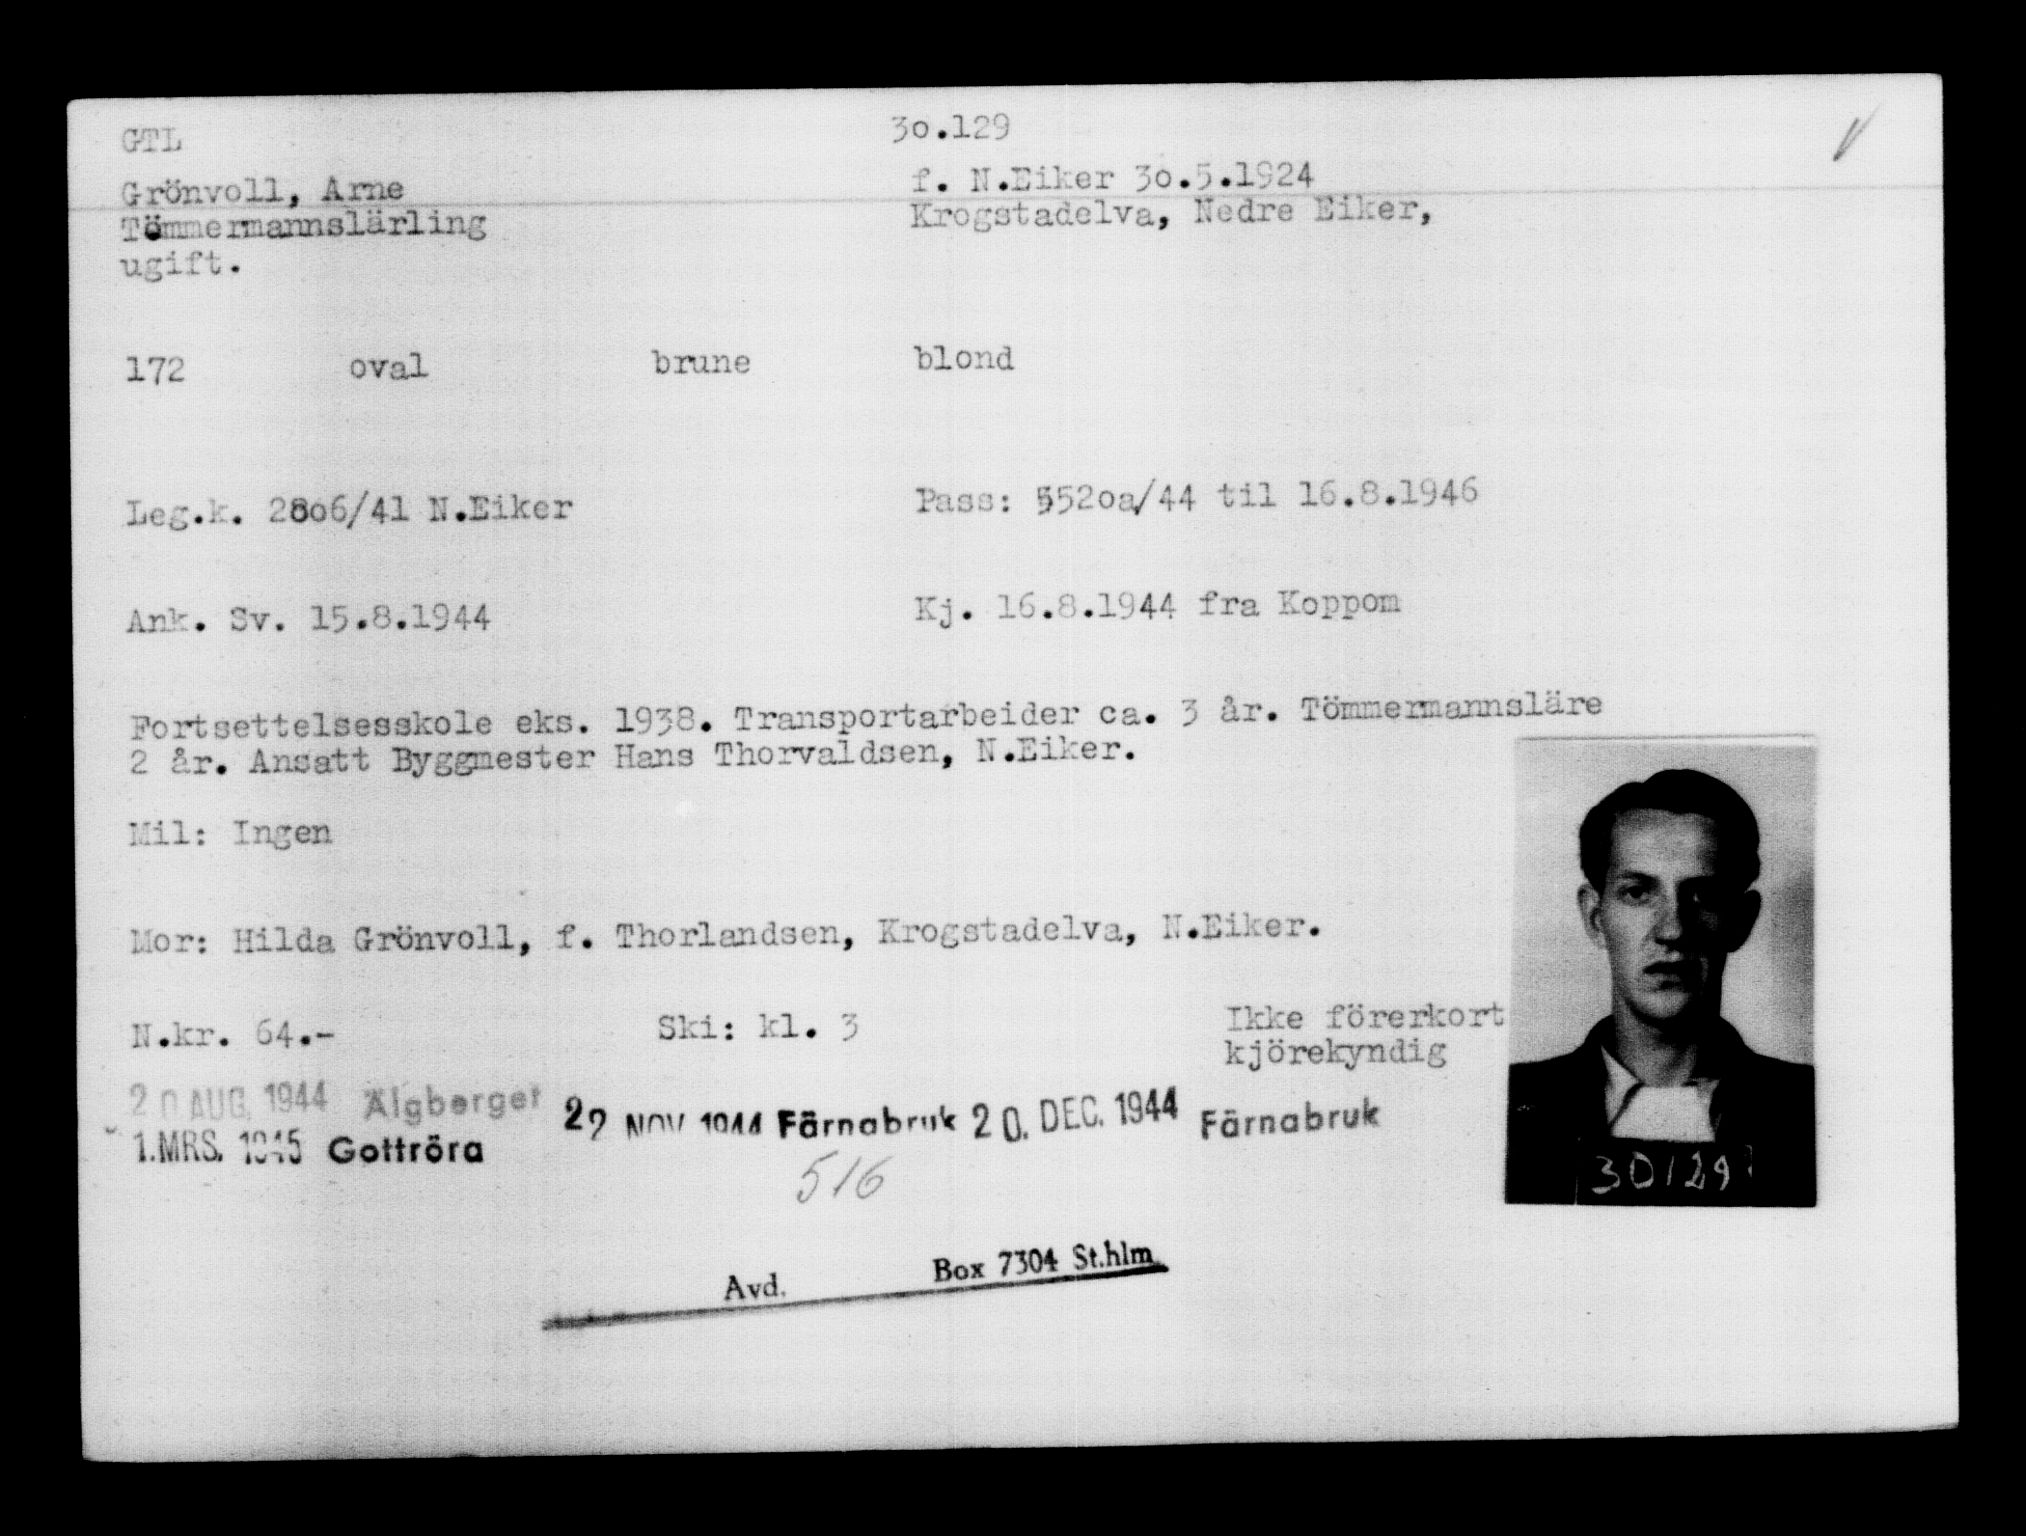 GTL 30.129
Grönvoll, Arne f. N.Eiker 30.5.1924
Tömmermannslärling Krogstadelva, Nedre Eiker,
ugift.
172 oval brune blond
Leg.k. 2806/41 N.Eiker Pass: 5520a/44 til 16.8.1946
Ank. Sv. 15.8.1944 Kj. 16.8.1944 fra Koppom
Fortsettelsesskole eks. 1938. Transportarbeider ca. 3 år. Tömmermannsläre
2 år. Ansatt Byggmester Hans Thorvaldsen, N.Eiker.
Mil: Ingen
Mor: Hilda Grönvoll, f. Thorlandsen, Krogstadelva, N.Eiker.
N.kr. 64.- Ski: kl. 3 Ikke förerkort
kjörekyndig
20 AUG. 1944 Älgberget 22 NOV 1944 Färnabruk 20. DEC. 1944 Färnabruk
1. MRS. 1945 Gottröra
516
30129
Avd. Box 7304 St.hlm.